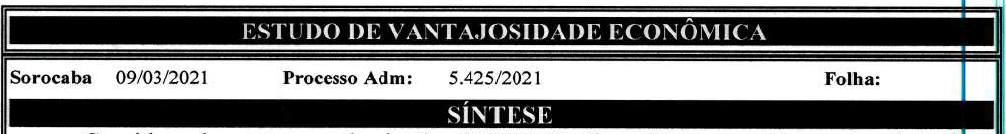 ESTUDO DE VANTAJOSIDADE ECONÔMICA
Sorocaba 09/03/2021 Processo Adm: 5.425/2021 Folha:
SÍNTESE